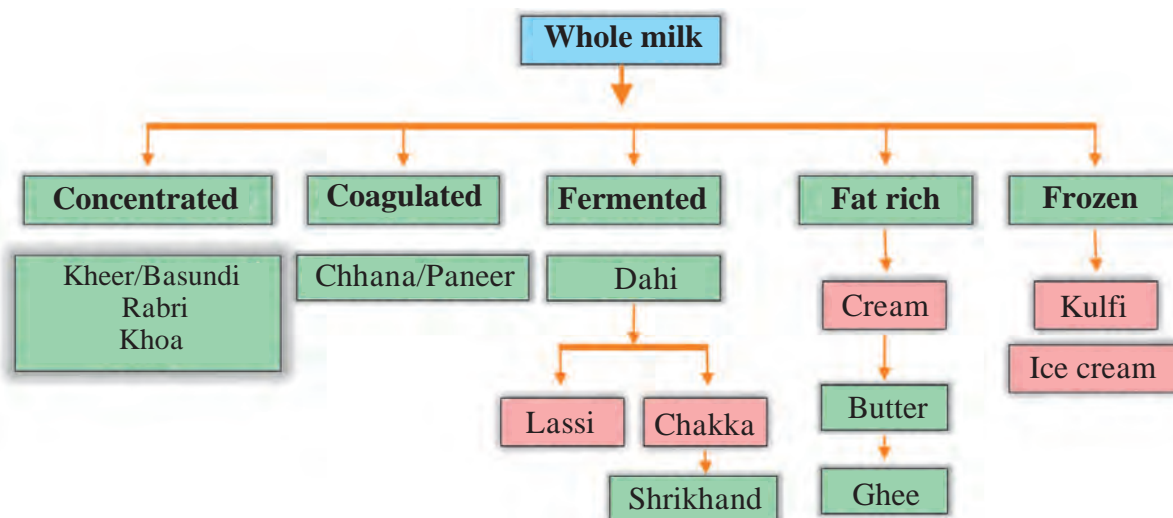 Whole milk
Concentrated
Coagulated
Fermented
Fat rich
Frozen
Kheer/Basundi
Rabri
Khoa
Chhana/Paneer
Dahi
Cream
Kulfi
Ice cream
Lassi
Chakka
Butter
Shrikhand
Ghee